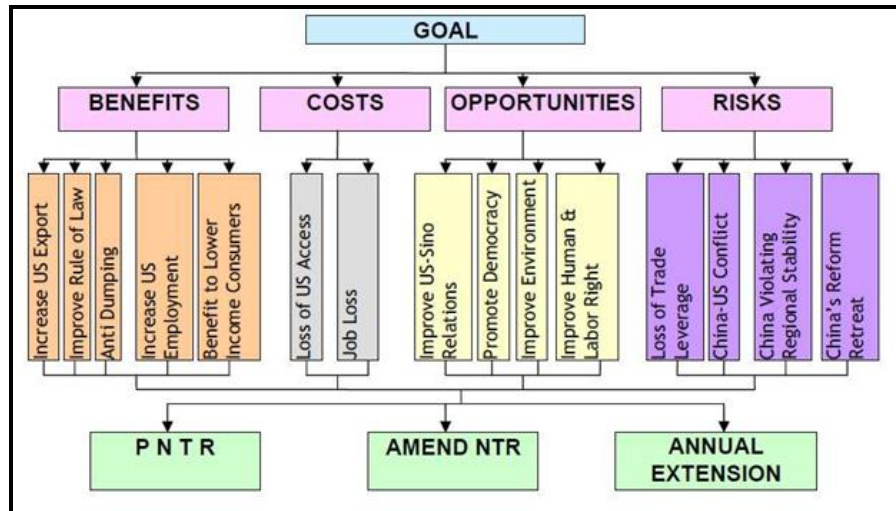 GOAL
BENEFITS
COSTS
OPPORTUNITIES
RISKS
Increase US Export
Improve Rule of Law
Anti Dumping
Increase US
Employment
Benefit to Lower
Income Consumers
Loss of US Access
Job Loss
Improve US-Sino
Relations
Promote Democracy
Improve Environment
Improve Human &
Labor Right
Loss of Trade
Leverage
China-US Conflict
China Violating
Regional Stability
China's Reform
Retreat
P N T R
AMEND NTR
ANNUAL
EXTENSION